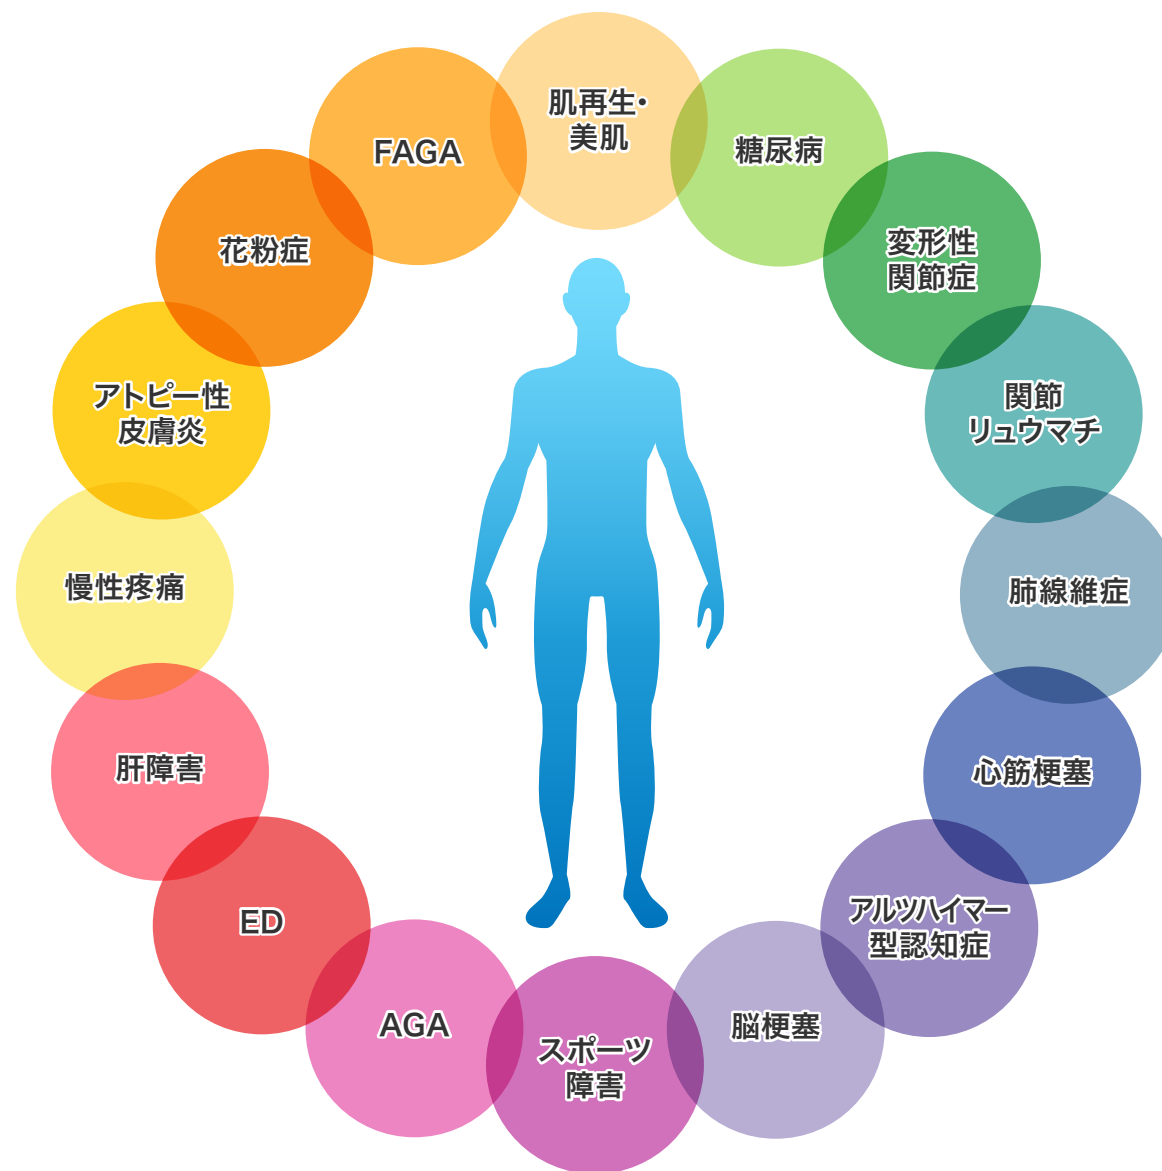 肌再生・
美肌
糖尿病
変形性
関節症
関節
リュウマチ
肺線維症
心筋梗塞
アルツハイマー
型認知症
脳梗塞
スポーツ
障害
AGA
ED
肝障害
慢性疼痛
アトピー性
皮膚炎
花粉症
FAGA